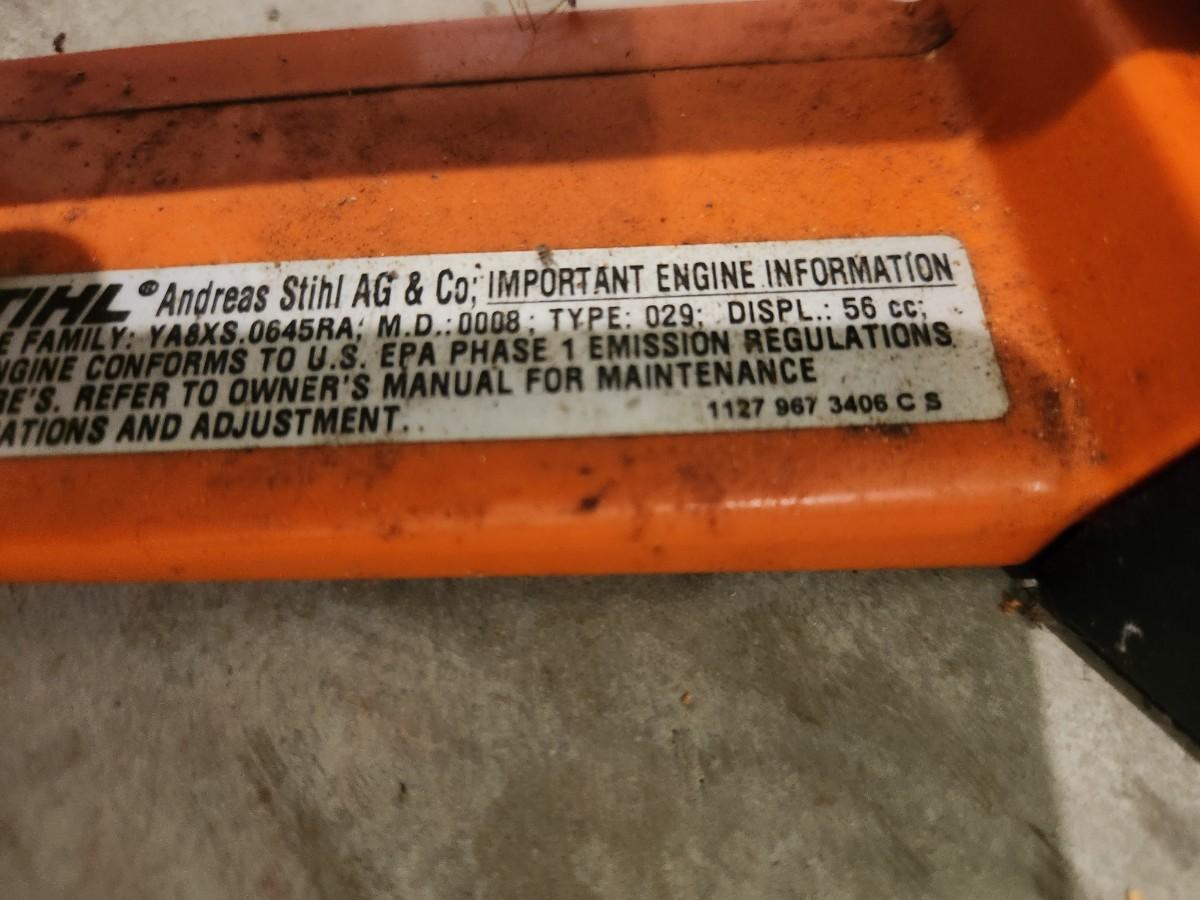 TIHL® Andreas Stihl AG & Co; IMPORTANT ENGINE INFORMATION
E FAMILY: YA8XS.0645RA; M.D.:0008; TYPE: 029; DISPL.: 56 cc;
NGINE CONFORMS TO U.S. EPA PHASE 1 EMISSION REGULATIONS
RE'S. REFER TO OWNER'S MANUAL FOR MAINTENANCE
ATIONS AND ADJUSTMENT..
1127 967 3406 C S